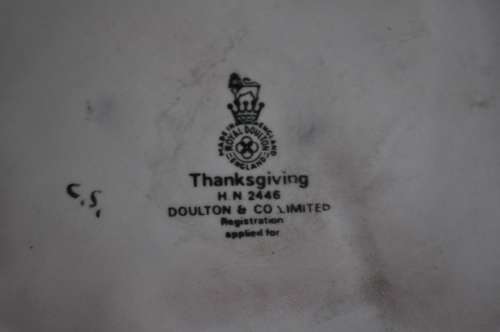 MADE IN ENGLAND
ROYAL DOULTON
ENGLAND
Thanksgiving
H.N 2446
DOULTON & CO LIMITED
Registration
applied for
C.S.